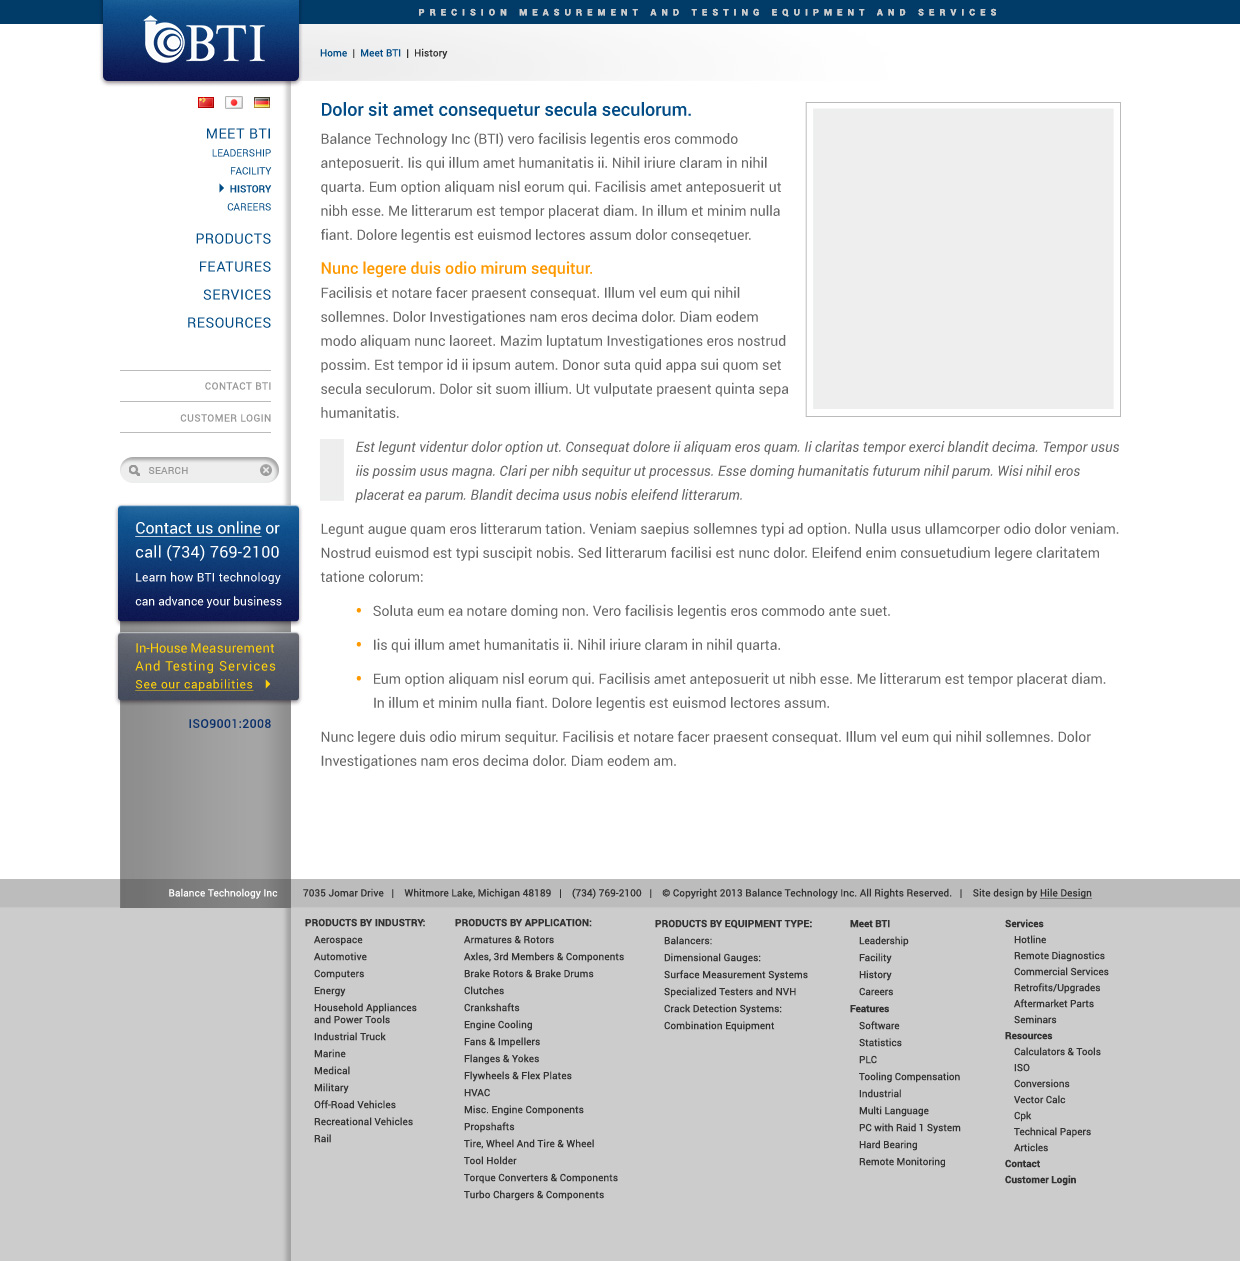 PRECISION MEASUREMENT AND TESTING EQUIPMENT AND SERVICES
BTI
Home | Meet BTI | History
MEET BTI
LEADERSHIP
FACILITY
HISTORY
CAREERS
PRODUCTS
FEATURES
SERVICES
RESOURCES
CONTACT BTI
CUSTOMER LOGIN
SEARCH
Contact us online or
call (734) 769-2100
Learn how BTI technology
can advance your business
In-House Measurement
And Testing Services
See our capabilities
ISO9001:2008
Dolor sit amet consequetur secula seculorum.
Balance Technology Inc (BTI) vero facilisis legentis eros commodo
anteposuerit. Iis qui illum amet humanitatis ii. Nihil iriure claram in nihil
quarta. Eum option aliquam nisl eorum qui. Facilisis amet anteposuerit ut
nibh esse. Me litterarum est tempor placerat diam. In illum et minim nulla
fiant. Dolore legentis est euismod lectores assum dolor conseqetuer.
Nunc legere duis odio mirum sequitur.
Facilisis et notare facer praesent consequat. Illum vel eum qui nihil
sollemnes. Dolor Investigationes nam eros decima dolor. Diam eodem
modo aliquam nunc laoreet. Mazim luptatum Investigationes eros nostrud
possim. Est tempor id ii ipsum autem. Donor suta quid appa sui quom set
secula seculorum. Dolor sit suom illium. Ut vulputate praesent quinta sepa
humanitatis.
Est legunt videntur dolor option ut. Consequat dolore ii aliquam eros quam. Ii claritas tempor exerci blandit decima. Tempor usus
iis possim usus magna. Clari per nibh sequitur ut processus. Esse doming humanitatis futurum nihil parum. Wisi nihil eros
placerat ea parum. Blandit decima usus nobis eleifend litterarum.
Legunt augue quam eros litterarum tation. Veniam saepius sollemnes typi ad option. Nulla usus ullamcorper odio dolor veniam.
Nostrud euismod est typi suscipit nobis. Sed litterarum facilisi est nunc dolor. Eleifend enim consuetudium legere claritatem
tatione colorum:
• Soluta eum ea notare doming non. Vero facilisis legentis eros commodo ante suet.
• Iis qui illum amet humanitatis ii. Nihil iriure claram in nihil quarta.
• Eum option aliquam nisl eorum qui. Facilisis amet anteposuerit ut nibh esse. Me litterarum est tempor placerat diam.
In illum et minim nulla fiant. Dolore legentis est euismod lectores assum.
Nunc legere duis odio mirum sequitur. Facilisis et notare facer praesent consequat. Illum vel eum qui nihil sollemnes. Dolor
Investigationes nam eros decima dolor. Diam eodem am.
Balance Technology Inc 7035 Jomar Drive | Whitmore Lake, Michigan 48189 | (734) 769-2100 | © Copyright 2013 Balance Technology Inc. All Rights Reserved. | Site design by Hile Design
PRODUCTS BY INDUSTRY:
Aerospace
Automotive
Computers
Energy
Household Appliances
and Power Tools
Industrial Truck
Marine
Medical
Military
Off-Road Vehicles
Recreational Vehicles
Rail
PRODUCTS BY APPLICATION:
Armatures & Rotors
Axles, 3rd Members & Components
Brake Rotors & Brake Drums
Clutches
Crankshafts
Engine Cooling
Fans & Impellers
Flanges & Yokes
Flywheels & Flex Plates
HVAC
Misc. Engine Components
Propshafts
Tire, Wheel And Tire & Wheel
Tool Holder
Torque Converters & Components
Turbo Chargers & Components
PRODUCTS BY EQUIPMENT TYPE:
Balancers:
Dimensional Gauges:
Surface Measurement Systems
Specialized Testers and NVH
Crack Detection Systems:
Combination Equipment
Meet BTI
Leadership
Facility
History
Careers
Features
Software
Statistics
PLC
Tooling Compensation
Industrial
Multi Language
PC with Raid 1 System
Hard Bearing
Remote Monitoring
Services
Hotline
Remote Diagnostics
Commercial Services
Retrofits/Upgrades
Aftermarket Parts
Seminars
Resources
Calculators & Tools
ISO
Conversions
Vector Calc
Cpk
Technical Papers
Articles
Contact
Customer Login